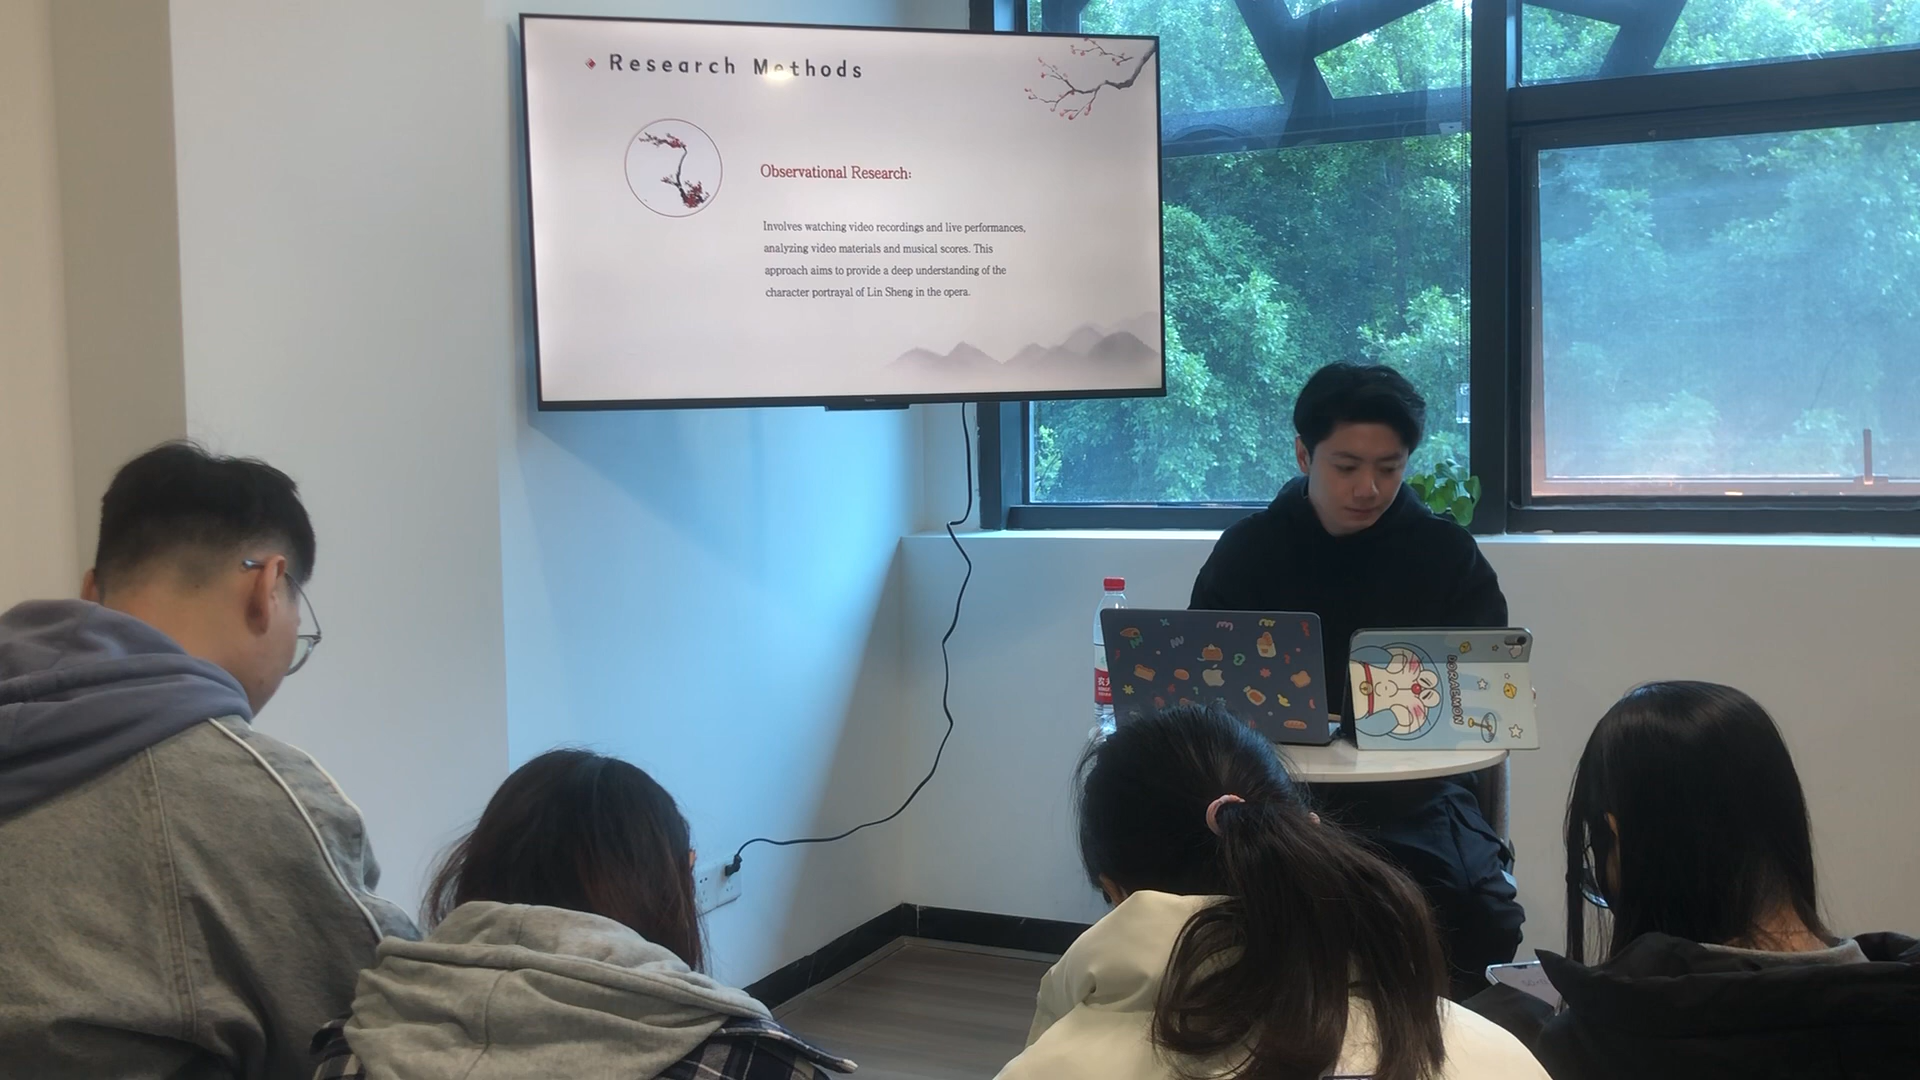 Research Methods
Observational Research:
Involves watching video recordings and live performances,
analyzing video materials and musical scores. This
approach aims to provide a deep understanding of the
character portrayal of Lin Sheng in the opera.
DORAEMON